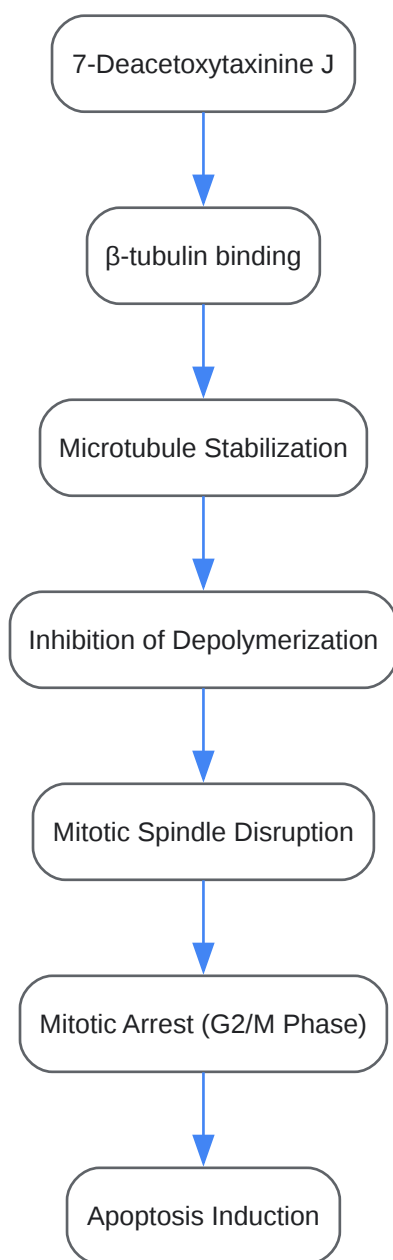 7-Deacetoxytaxinine J
β-tubulin binding
Microtubule Stabilization
Inhibition of Depolymerization
Mitotic Spindle Disruption
Mitotic Arrest (G2/M Phase)
Apoptosis Induction